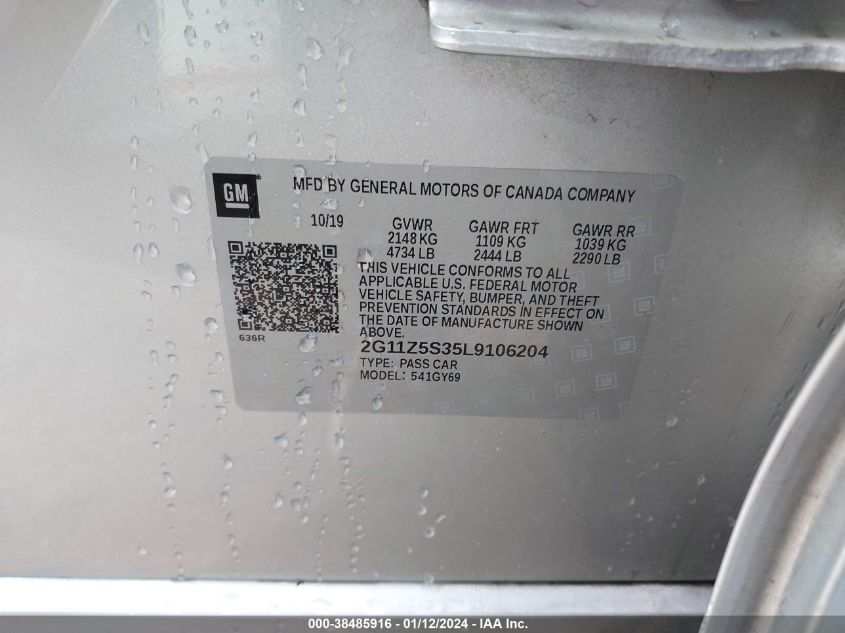 GM
MFD BY GENERAL MOTORS OF CANADA COMPANY
10/19 GVWR GAWR FRT GAWR RR
2148 KG 1109 KG 1039 KG
4734 LB 2444 LB 2290 LB
THIS VEHICLE CONFORMS TO ALL
APPLICABLE U.S. FEDERAL MOTOR
VEHICLE SAFETY, BUMPER, AND THEFT
PREVENTION STANDARDS IN EFFECT ON
THE DATE OF MANUFACTURE SHOWN
ABOVE.
636R
2G11Z5S35L9106204
TYPE: PASS CAR
MODEL: 541GY69
000-38485916 - 01/12/2024 - IAA Inc.